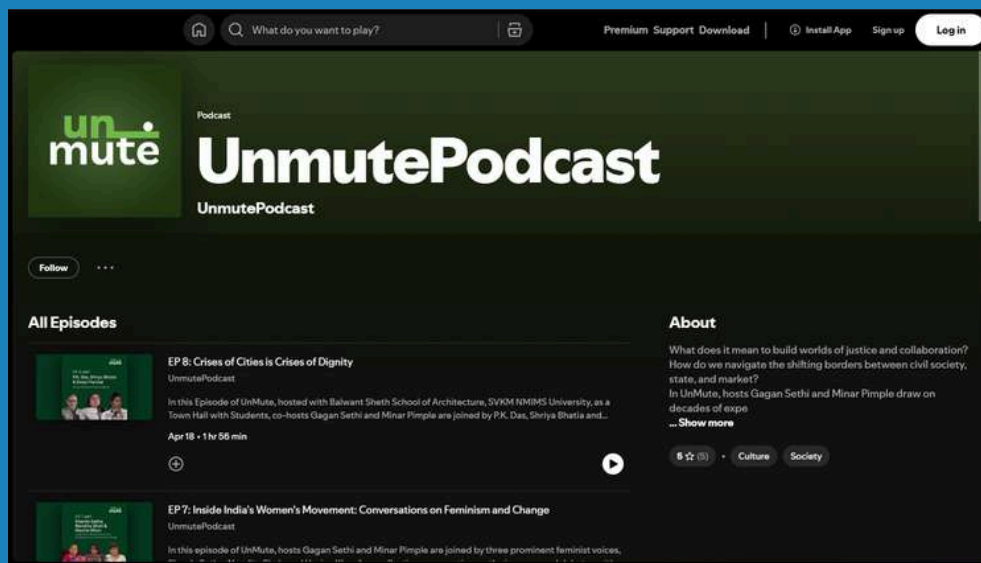 What do you want to play?
Premium Support Download
Install App
Sign up
Log in
un
mute
Podcast
UnmutePodcast
UnmutePodcast
Follow
All Episodes
EP 8: Crises of Cities is Crises of Dignity
UnmutePodcast
In this Episode of UnMute, hosted with Balwant Sheth School of Architecture, SVKM NMIMS University, as a
Town Hall with Students, co-hosts Gagan Sethi and Minar Pimple are joined by P.K. Das, Shriya Bhatia and...
Apr 18 • 1 hr 56 min
EP 7: Inside India's Women's Movement: Conversations on Feminism and Change
UnmutePodcast
In this episode of UnMute, hosts Gagan Sethi and Minar Pimple are joined by three prominent feminist voices,
About
What does it mean to build worlds of justice and collaboration?
How do we navigate the shifting borders between civil society,
state, and market?
In UnMute, hosts Gagan Sethi and Minar Pimple draw on
decades of expe
... Show more
5 ☆ (5) • Culture Society